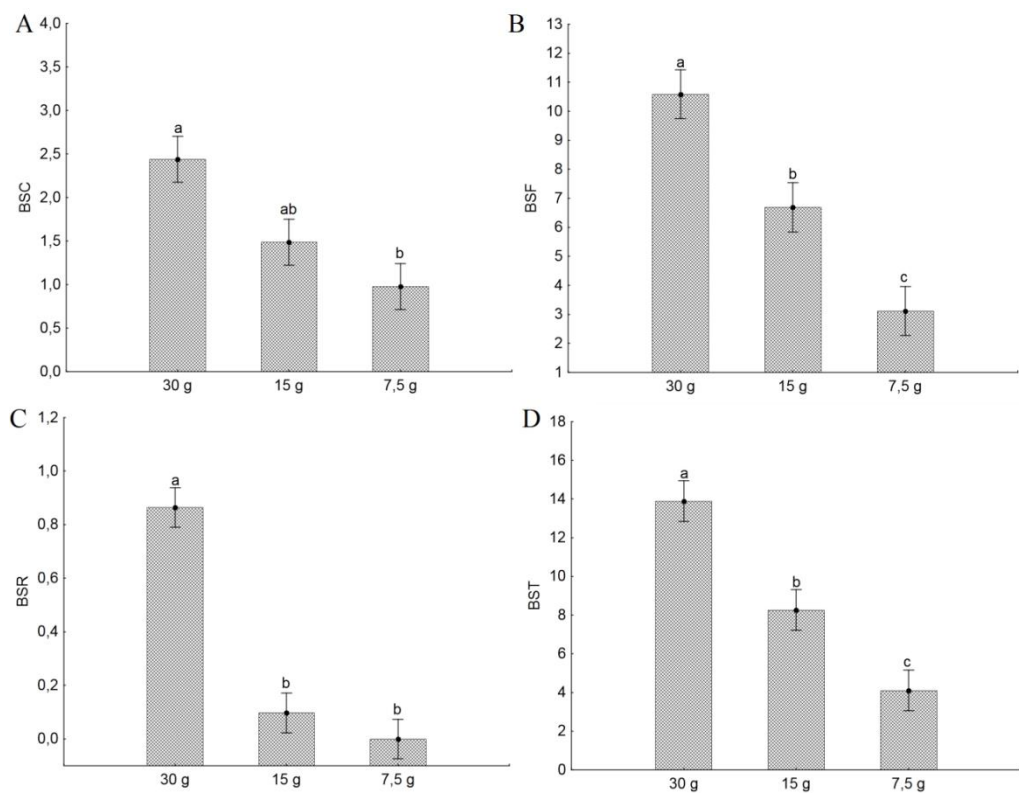 A
4,0
3,5
3,0
2,5
2,0
1,5
1,0
0,5
0,0
BSC
a
ab
b
30 g 15 g 7,5 g
B
13
12
11
10
9
8
7
6
5
4
3
2
1
BSF
a
b
c
30 g 15 g 7,5 g
C
1,2
1,0
0,8
0,6
0,4
0,2
0,0
BSR
a
b
b
30 g 15 g 7,5 g
D
18
16
14
12
10
8
6
4
2
0
BST
a
b
c
30 g 15 g 7,5 g